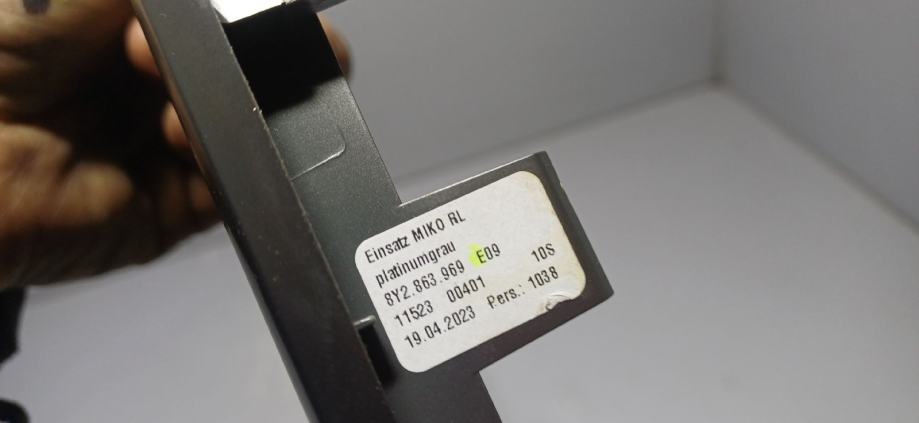 Einsatz MIKO RL
platinumgrau
8Y2.863.969 E09
11523 00401 10S
19.04.2023 Pers.: 1038